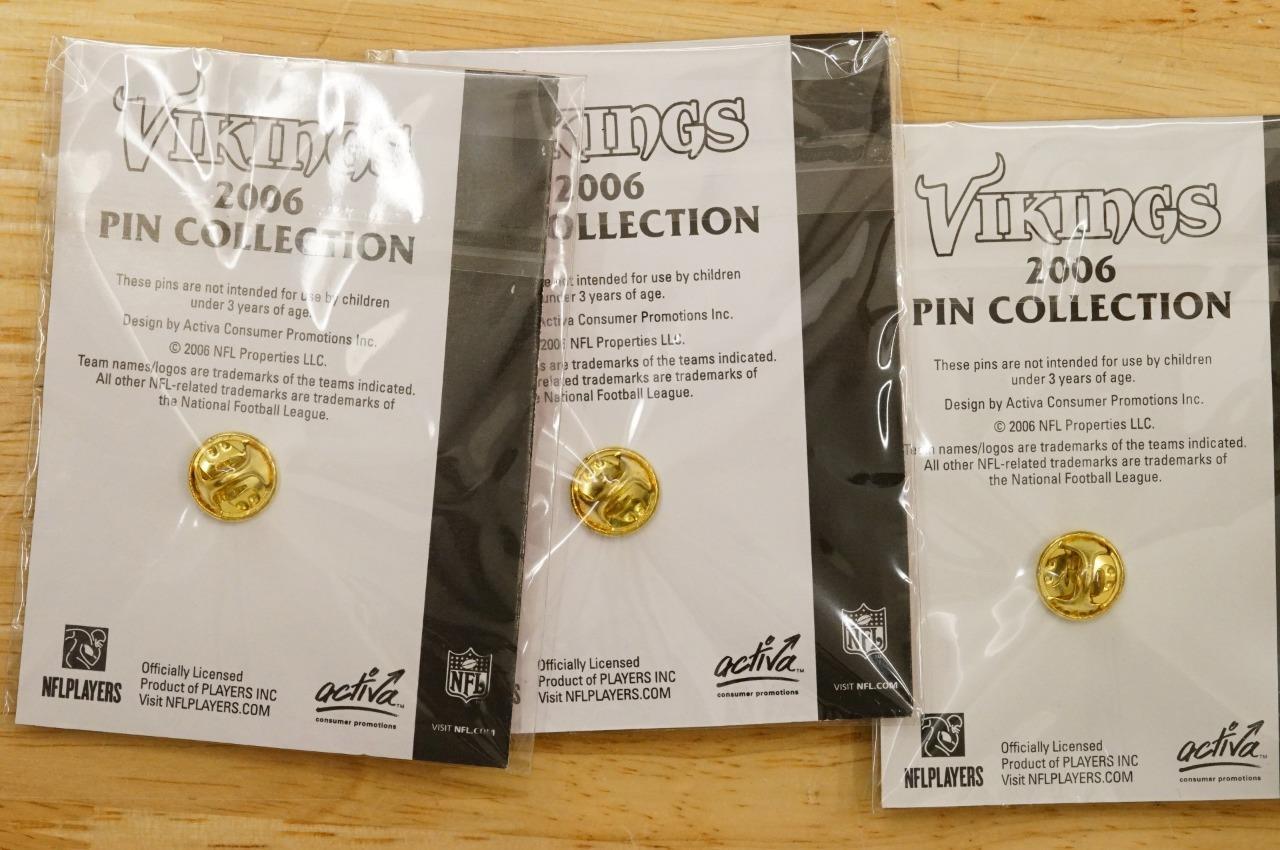 VIKINGS
2006
PIN COLLECTION
These pins are not intended for use by children
under 3 years of age.
Design by Activa Consumer Promotions Inc.
© 2006 NFL Properties LLC.
Team names/logos are trademarks of the teams indicated.
All other NFL-related trademarks are trademarks of
the National Football League.
NFLPLAYERS
Officially Licensed
Product of PLAYERS INC
Visit NFLPLAYERS.COM
activa™
consumer promotions
NFL
VISIT NFL.COM
KINGS
2006
OLLECTION
not intended for use by children
under 3 years of age.
Activa Consumer Promotions Inc.
2006 NFL Properties LLC.
are trademarks of the teams indicated.
related trademarks are trademarks of
National Football League.
S
Officially Licensed
Product of PLAYERS INC
Visit NFLPLAYERS.COM
activa™
consumer promotions
NFL
VISIT NFL.COM
VIKINGS
2006
PIN COLLECTION
These pins are not intended for use by children
under 3 years of age.
Design by Activa Consumer Promotions Inc.
© 2006 NFL Properties LLC.
Team names/logos are trademarks of the teams indicated.
All other NFL-related trademarks are trademarks of
the National Football League.
NFLPLAYERS
Officially Licensed
Product of PLAYERS INC
Visit NFLPLAYERS.COM
activa™
consumer promotions